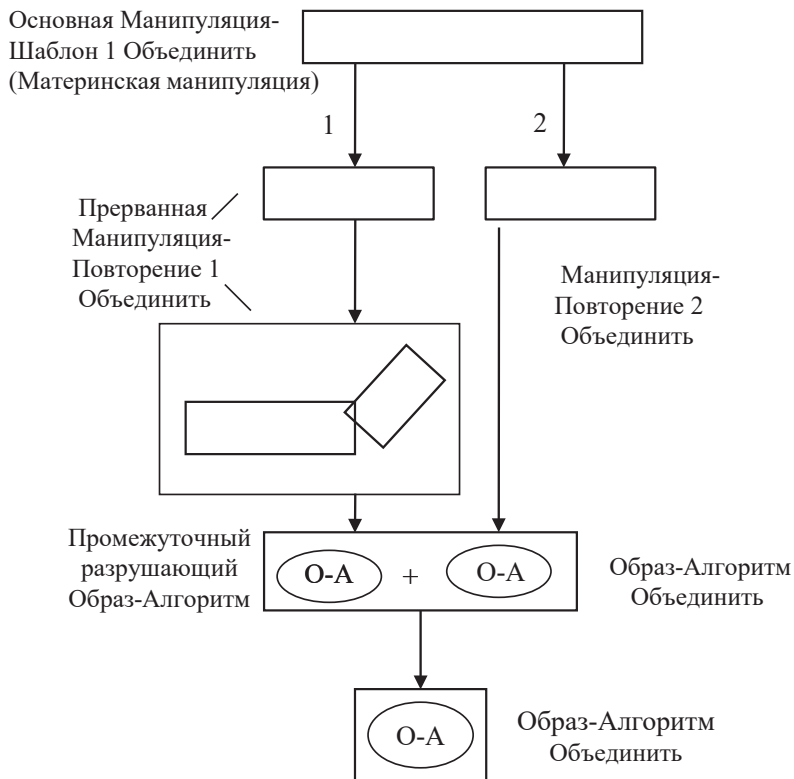 Основная Манипуляция-
Шаблон 1 Объединить
(Материнская манипуляция)
1
2
Прерванная
Манипуляция-
Повторение 1
Объединить
Манипуляция-
Повторение 2
Объединить
Промежуточный
разрушающий
Образ-Алгоритм
О-А + О-А
Образ-Алгоритм
Объединить
О-А
Образ-Алгоритм
Объединить